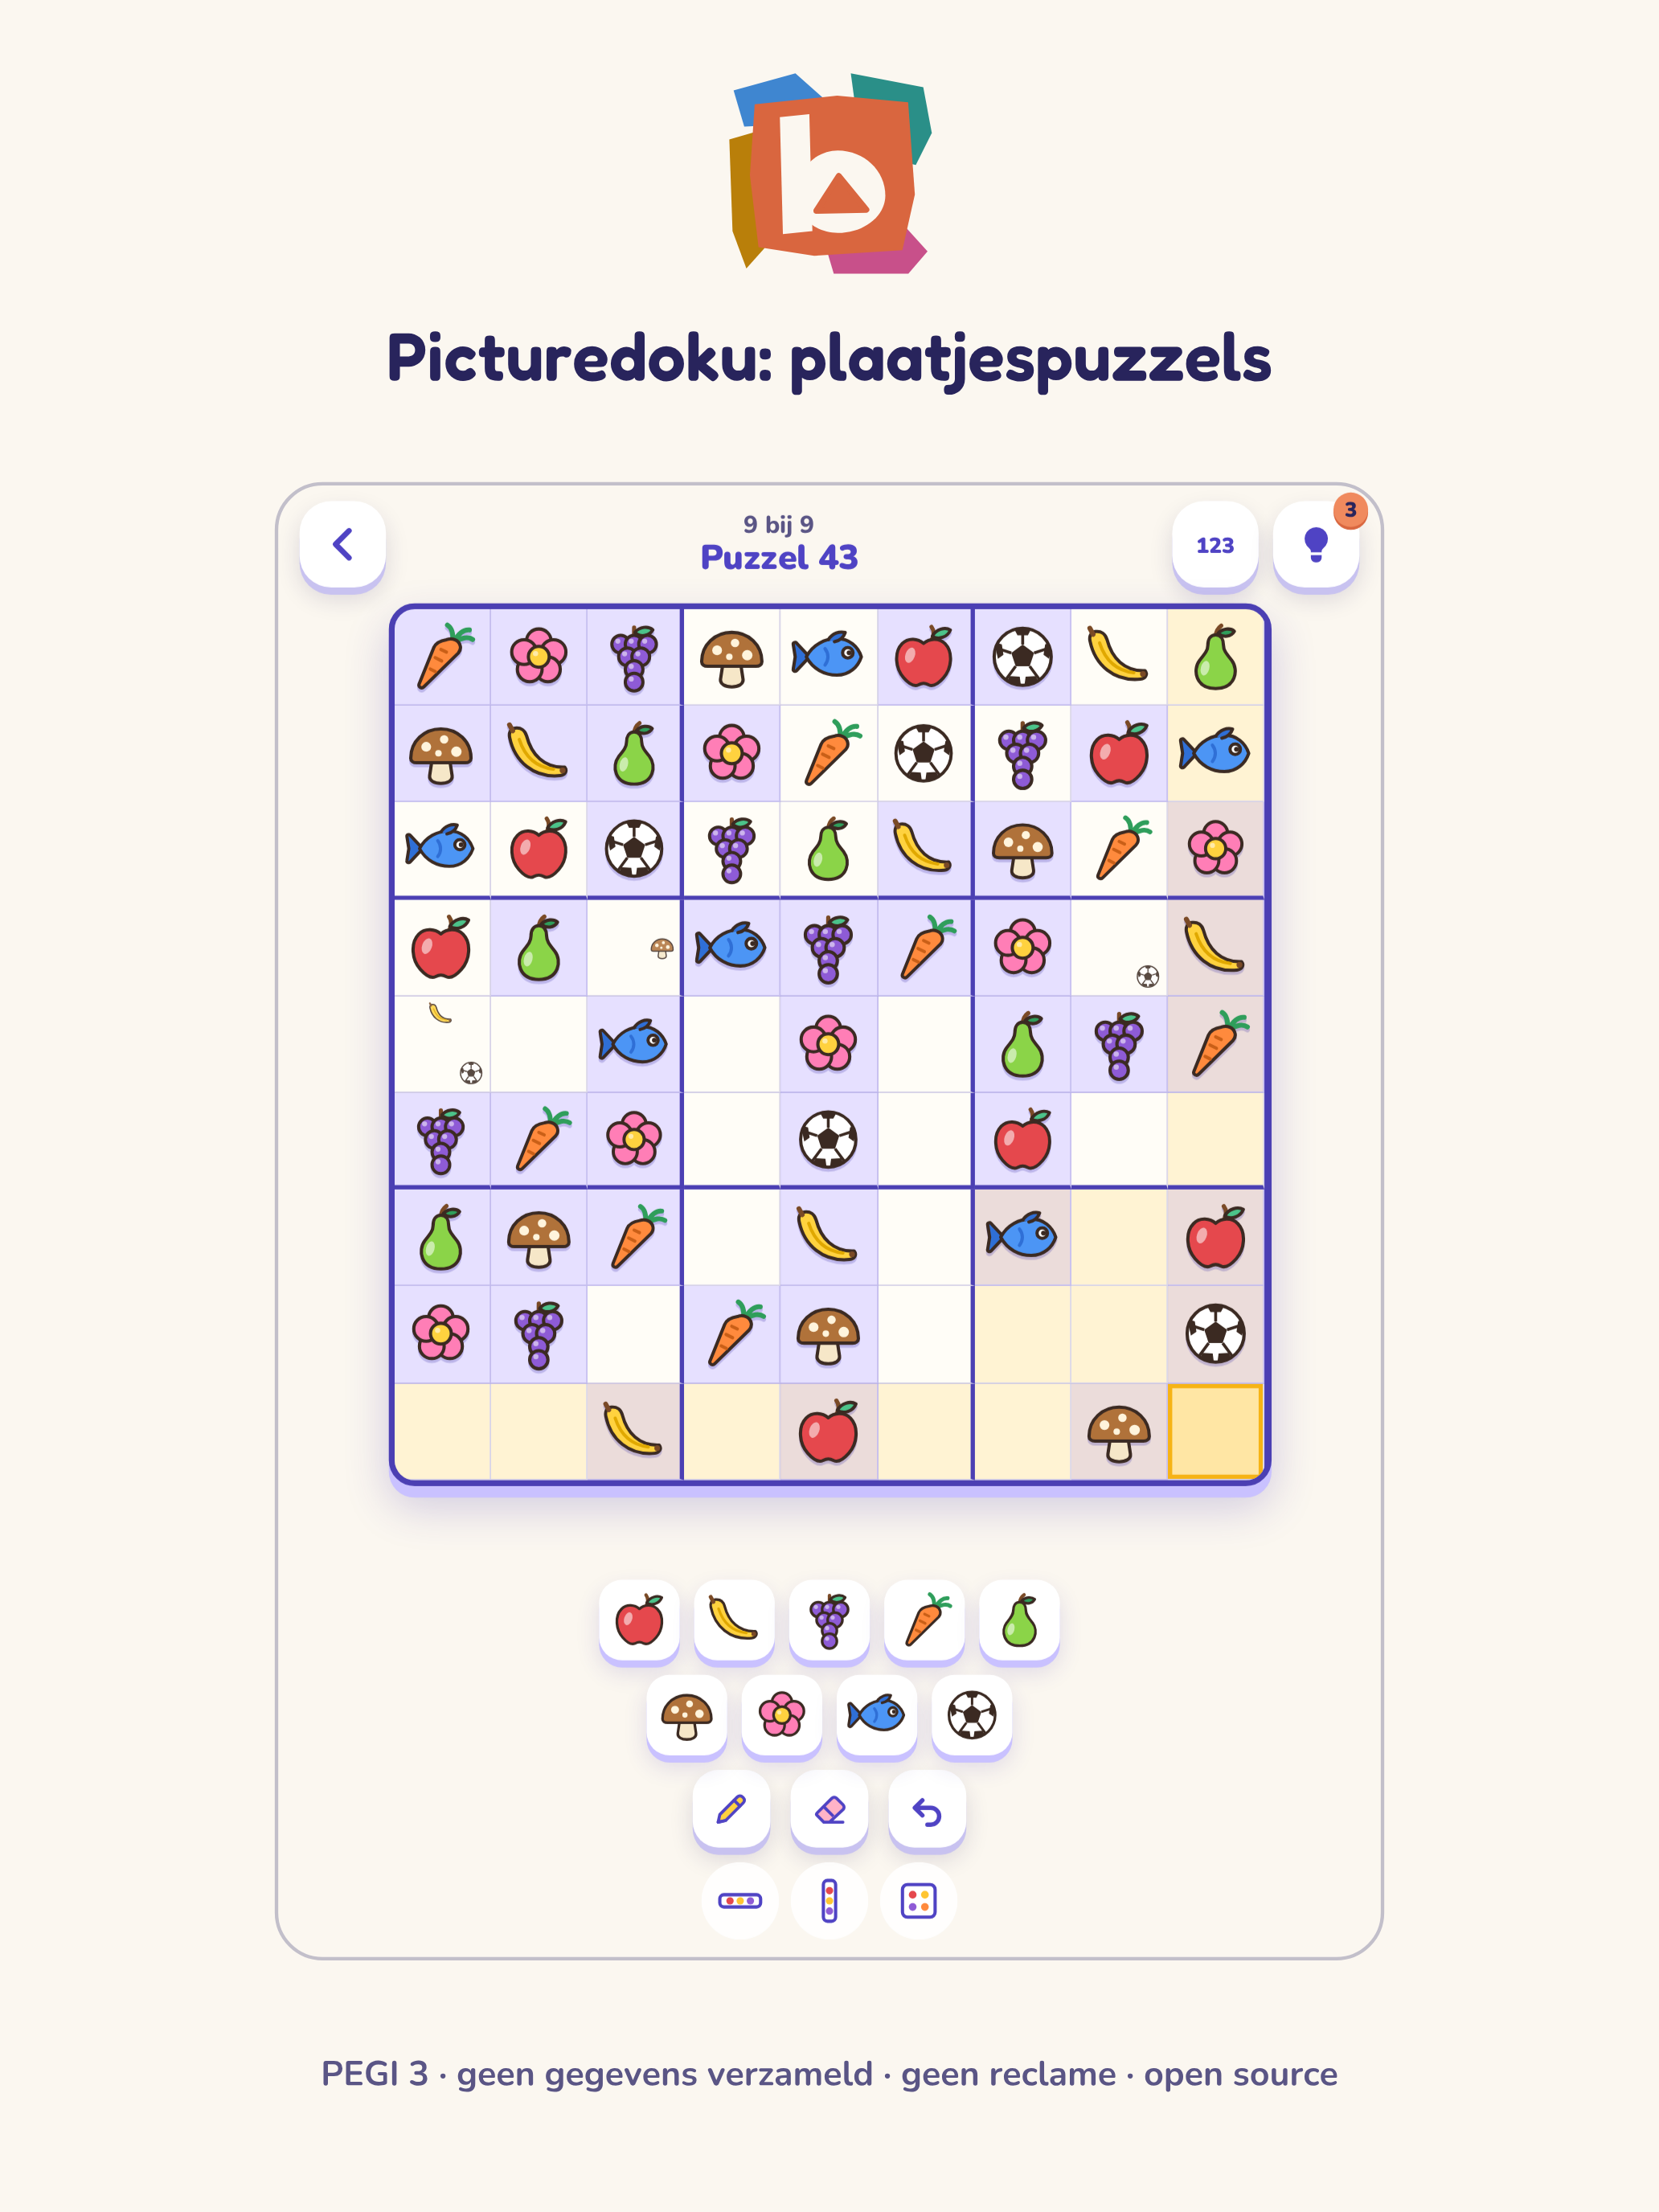 b
Picturedoku: plaatjespuzzels
9 bij 9
Puzzel 43
123
3
PEGI 3 · geen gegevens verzameld · geen reclame · open source